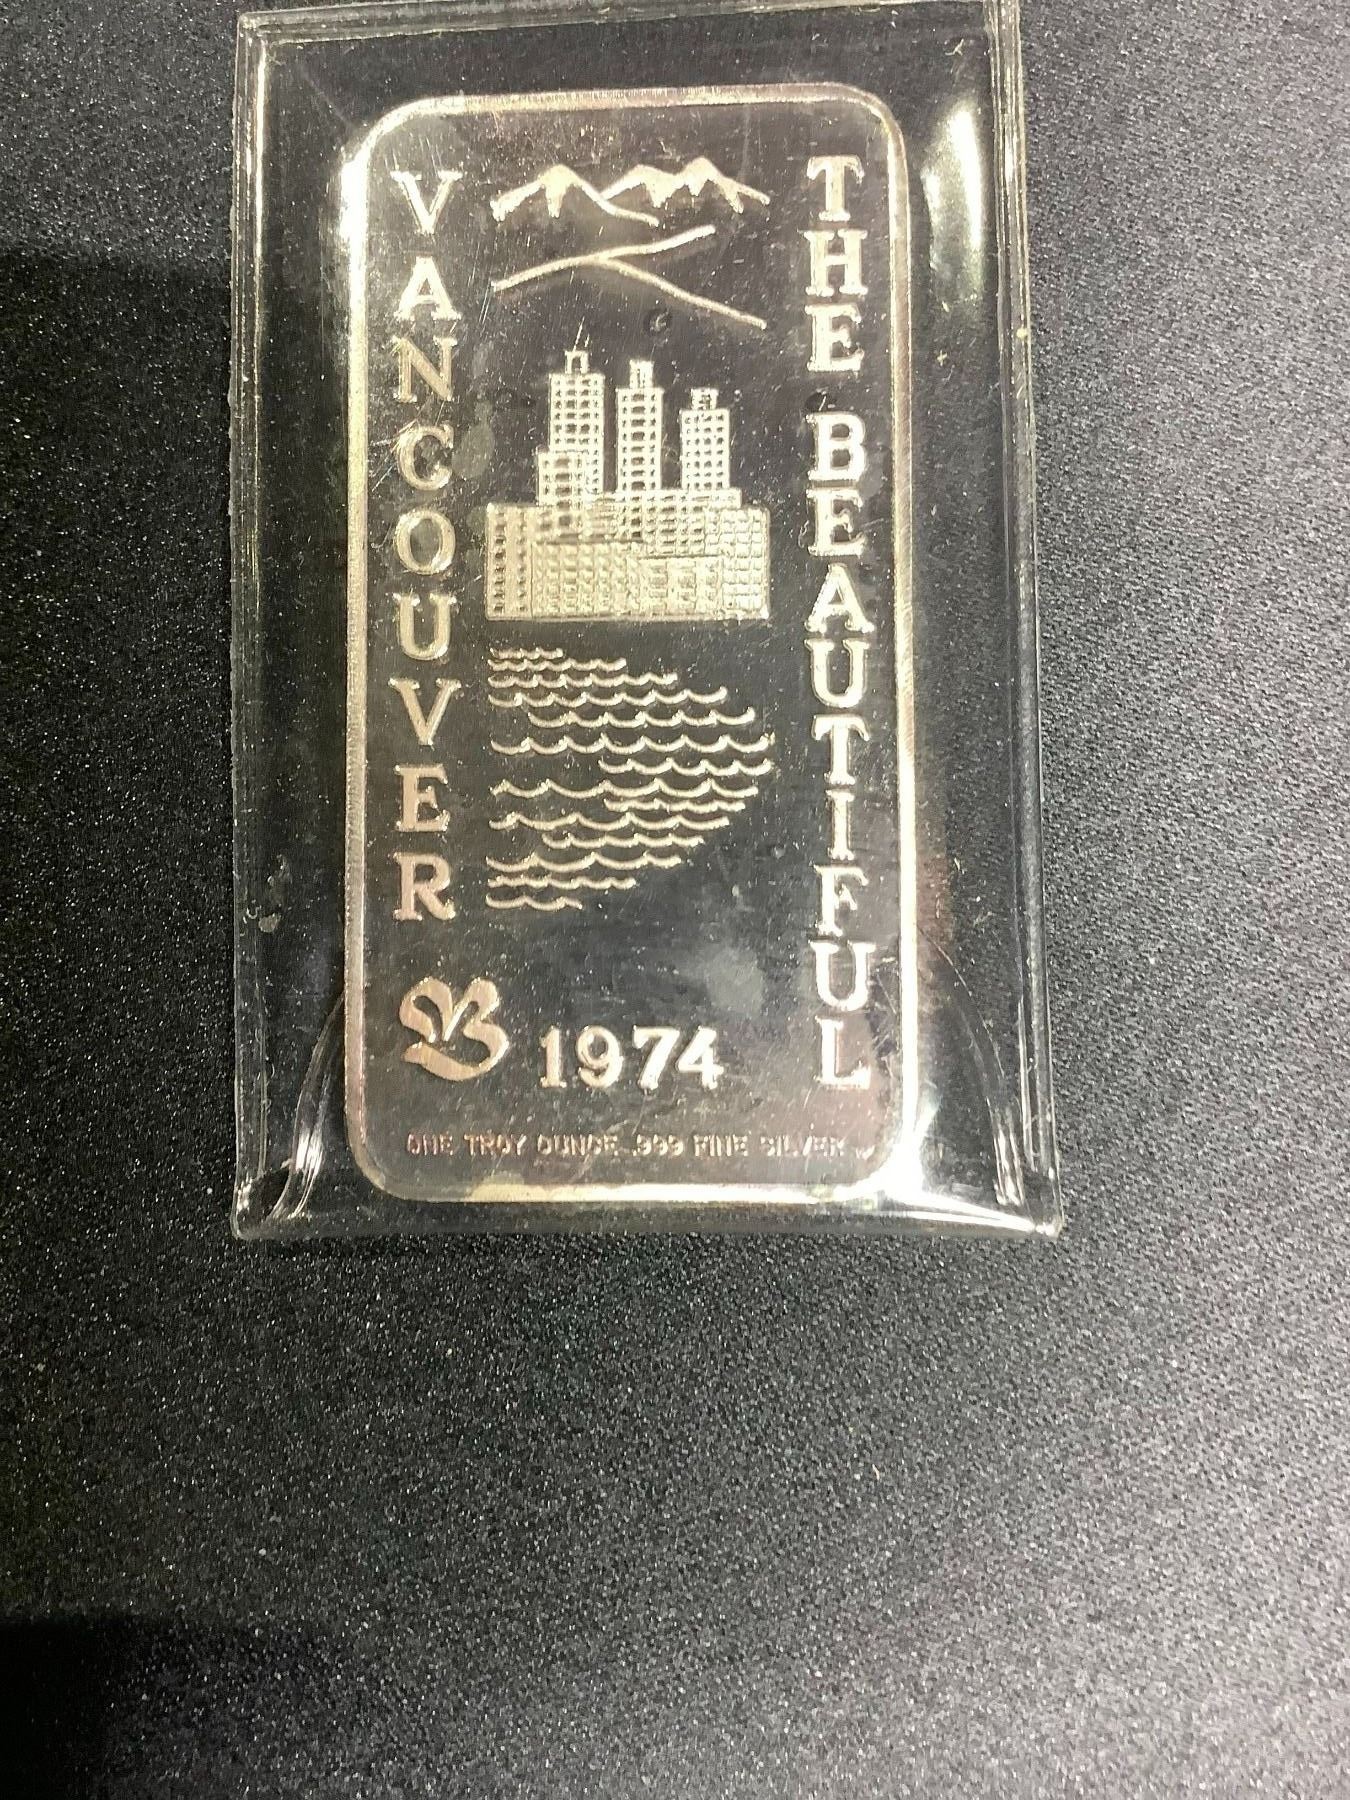 VANCOUVER
THE BEAUTIFUL
1974
ONE TROY OUNCE .999 FINE SILVER